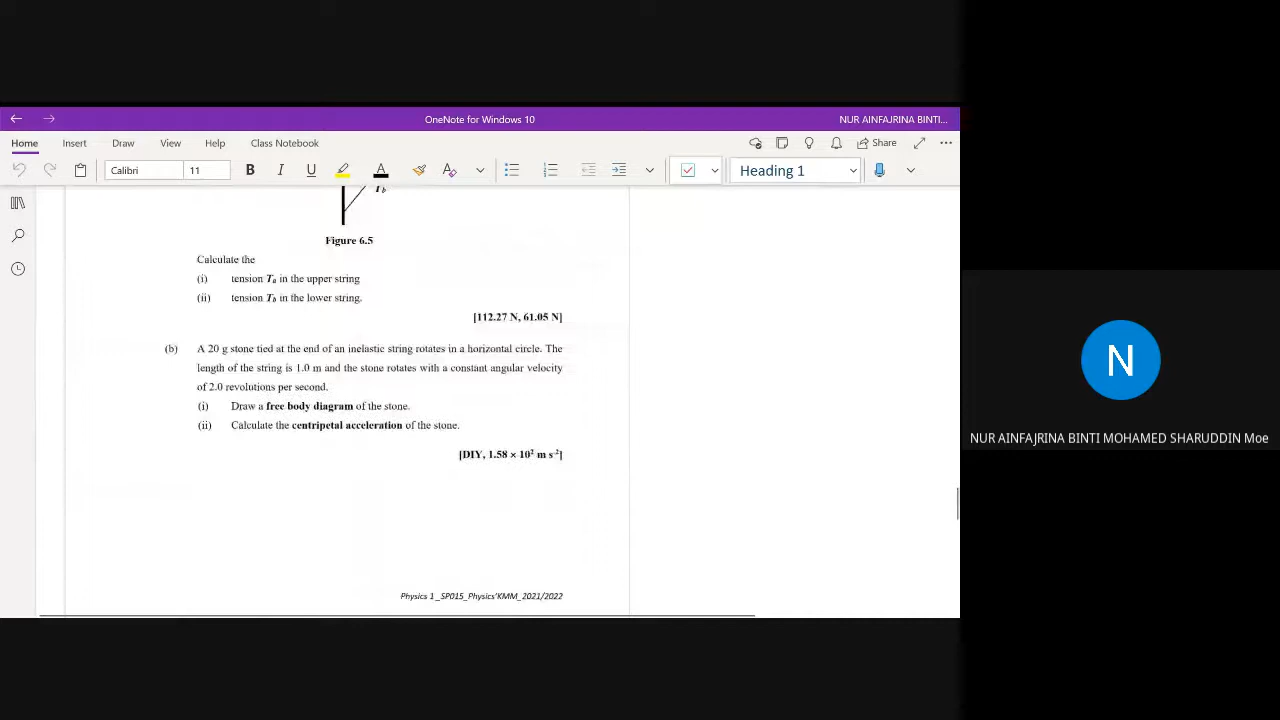 OneNote for Windows 10
NUR AINFAJRINA BINTI...
Home Insert Draw View Help Class Notebook
Share
Calibri 11 B I U A Heading 1
Tb
Figure 6.5
Calculate the
(i) tension Ta in the upper string
(ii) tension Tb in the lower string.
[112.27 N, 61.05 N]
(b) A 20 g stone tied at the end of an inelastic string rotates in a horizontal circle. The
length of the string is 1.0 m and the stone rotates with a constant angular velocity
of 2.0 revolutions per second.
(i) Draw a free body diagram of the stone.
(ii) Calculate the centripetal acceleration of the stone.
[DIY, 1.58 × 10² m s⁻²]
Physics 1_SP015_Physics'KMM_2021/2022
N
NUR AINFAJRINA BINTI MOHAMED SHARUDDIN Moe